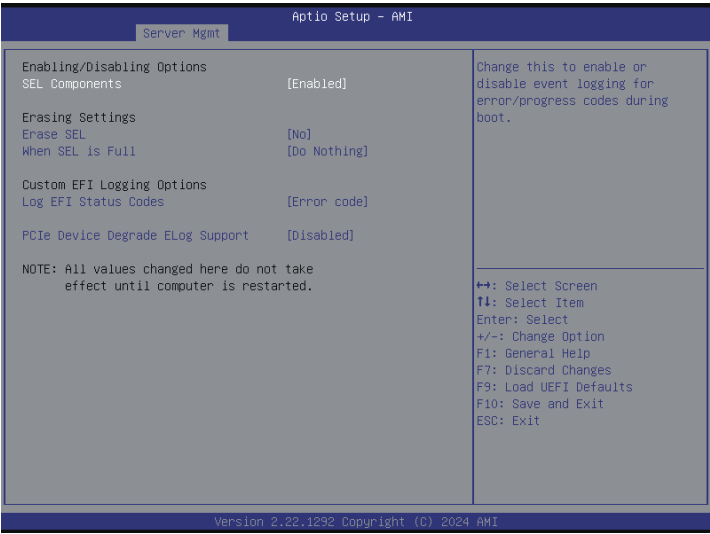 Aptio Setup - AMI
Server Mgmt
Enabling/Disabling Options
SEL Components [Enabled]
Erasing Settings
Erase SEL [No]
When SEL is Full [Do Nothing]
Custom EFI Logging Options
Log EFI Status Codes [Error code]
PCIe Device Degrade ELog Support [Disabled]
NOTE: All values changed here do not take
effect until computer is restarted.
Change this to enable or
disable event logging for
error/progress codes during
boot.
↔: Select Screen
↑↓: Select Item
Enter: Select
+/-: Change Option
F1: General Help
F7: Discard Changes
F9: Load UEFI Defaults
F10: Save and Exit
ESC: Exit
Version 2.22.1292 Copyright (C) 2024 AMI